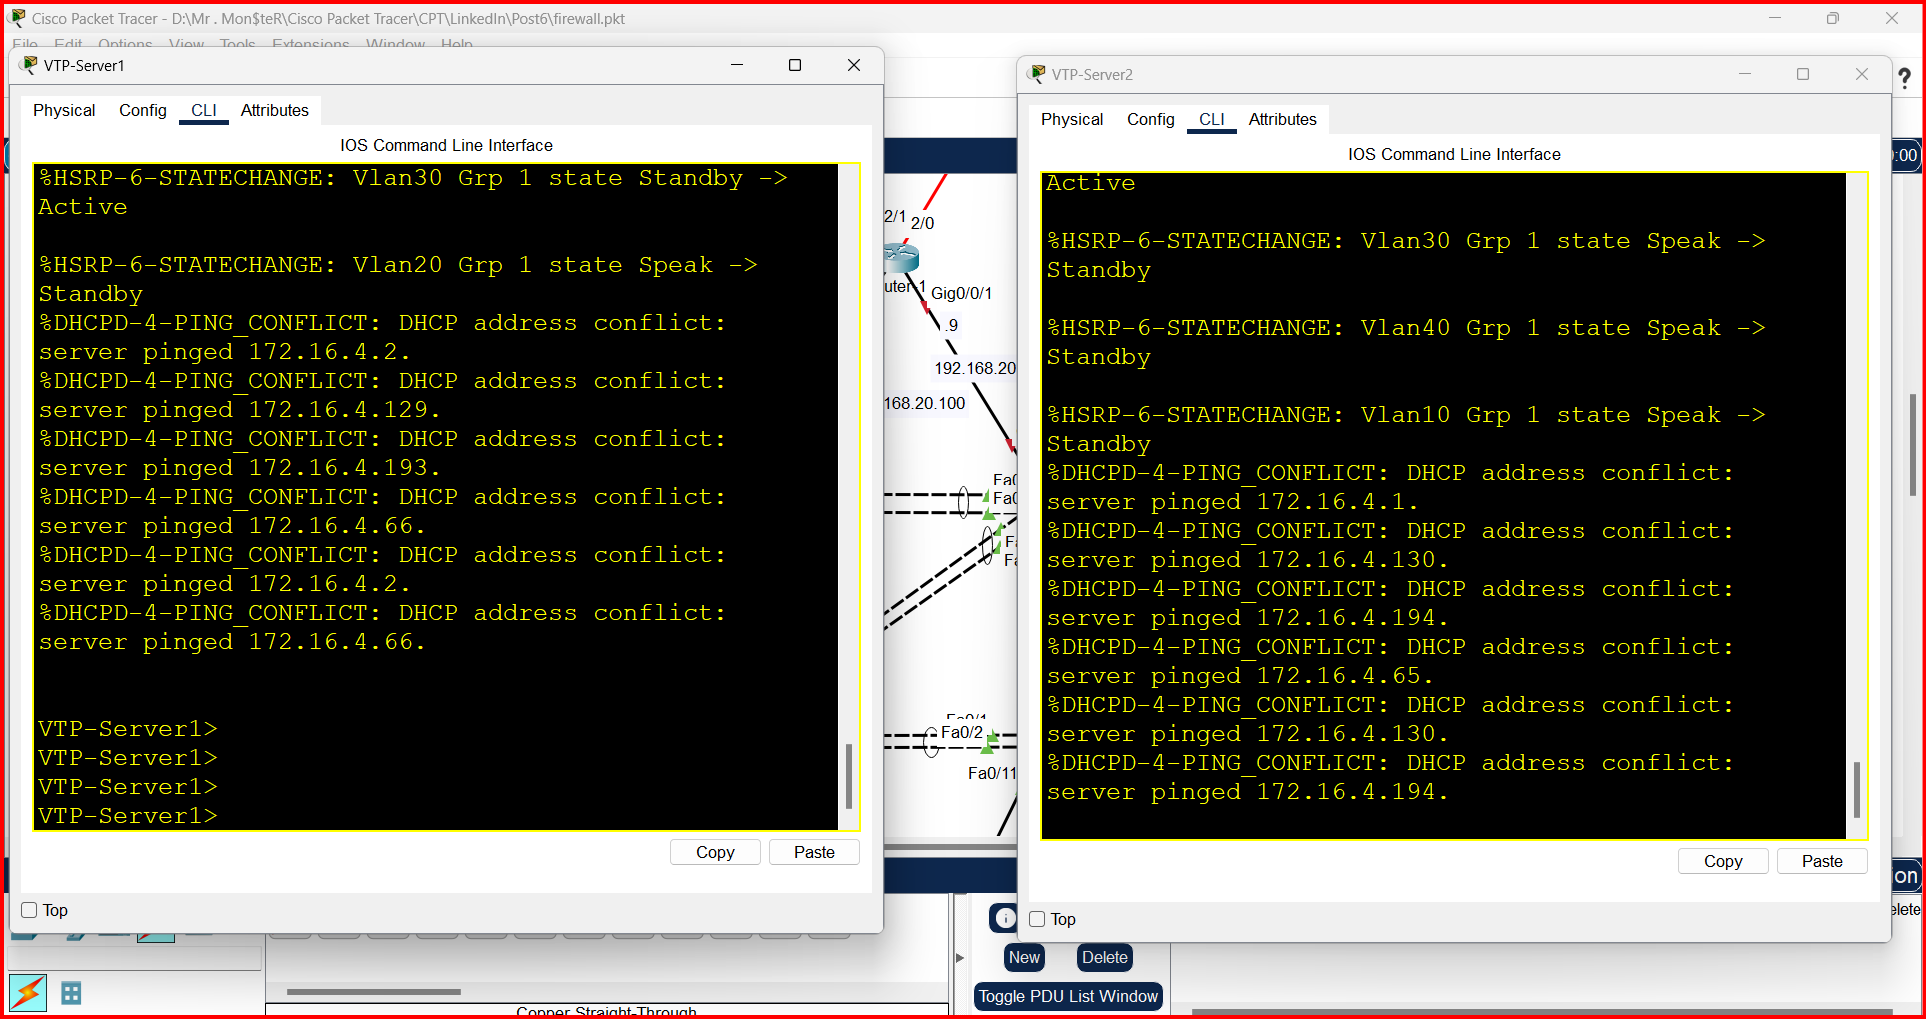 Cisco Packet Tracer - D:\Mr . Mon$teR\Cisco Packet Tracer\CPT\LinkedIn\Post6\firewall.pkt
File Edit Options View Tools Extensions Window Help
VTP-Server1
Physical Config CLI Attributes
IOS Command Line Interface
%HSRP-6-STATECHANGE: Vlan30 Grp 1 state Standby ->
Active
%HSRP-6-STATECHANGE: Vlan20 Grp 1 state Speak ->
Standby
%DHCPD-4-PING_CONFLICT: DHCP address conflict:
server pinged 172.16.4.2.
%DHCPD-4-PING_CONFLICT: DHCP address conflict:
server pinged 172.16.4.129.
%DHCPD-4-PING_CONFLICT: DHCP address conflict:
server pinged 172.16.4.193.
%DHCPD-4-PING_CONFLICT: DHCP address conflict:
server pinged 172.16.4.66.
%DHCPD-4-PING_CONFLICT: DHCP address conflict:
server pinged 172.16.4.2.
%DHCPD-4-PING_CONFLICT: DHCP address conflict:
server pinged 172.16.4.66.
VTP-Server1>
VTP-Server1>
VTP-Server1>
VTP-Server1>
Copy Paste
Top
2/1 2/0
uter-1 Gig0/0/1
.9
192.168.20
168.20.100
Fa0
Fa0
Fa
Fa
Fa0/1
Fa0/2
Fa0/11
VTP-Server2
Physical Config CLI Attributes
IOS Command Line Interface
Active
%HSRP-6-STATECHANGE: Vlan30 Grp 1 state Speak ->
Standby
%HSRP-6-STATECHANGE: Vlan40 Grp 1 state Speak ->
Standby
%HSRP-6-STATECHANGE: Vlan10 Grp 1 state Speak ->
Standby
%DHCPD-4-PING_CONFLICT: DHCP address conflict:
server pinged 172.16.4.1.
%DHCPD-4-PING_CONFLICT: DHCP address conflict:
server pinged 172.16.4.130.
%DHCPD-4-PING_CONFLICT: DHCP address conflict:
server pinged 172.16.4.194.
%DHCPD-4-PING_CONFLICT: DHCP address conflict:
server pinged 172.16.4.65.
%DHCPD-4-PING_CONFLICT: DHCP address conflict:
server pinged 172.16.4.130.
%DHCPD-4-PING_CONFLICT: DHCP address conflict:
server pinged 172.16.4.194.
Copy Paste
Top
?
:00
ion
elete
New Delete
Toggle PDU List Window
Copper Straight-Through